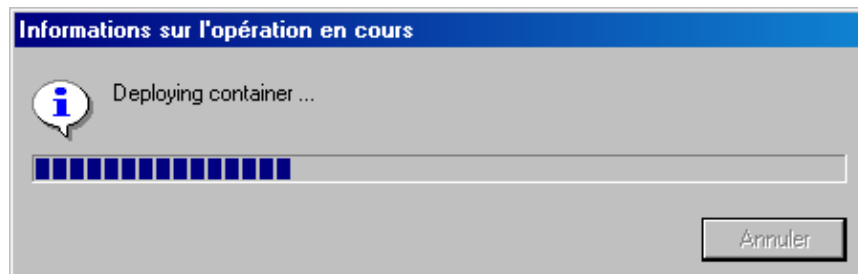 Informations sur l'opération en cours
Deploying container ...
Annuler